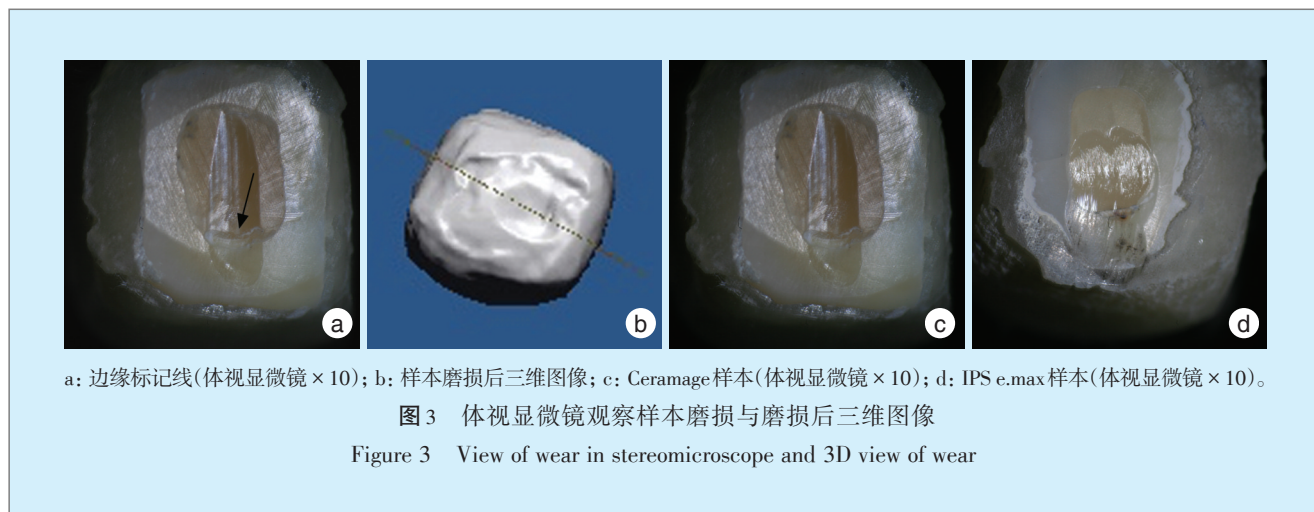 a b c d
a: 边缘标记线(体视显微镜×10); b: 样本磨损后三维图像; c: Ceramage样本(体视显微镜×10); d: IPS e.max样本(体视显微镜×10)。
图3 体视显微镜观察样本磨损与磨损后三维图像
Figure 3 View of wear in stereomicroscope and 3D view of wear